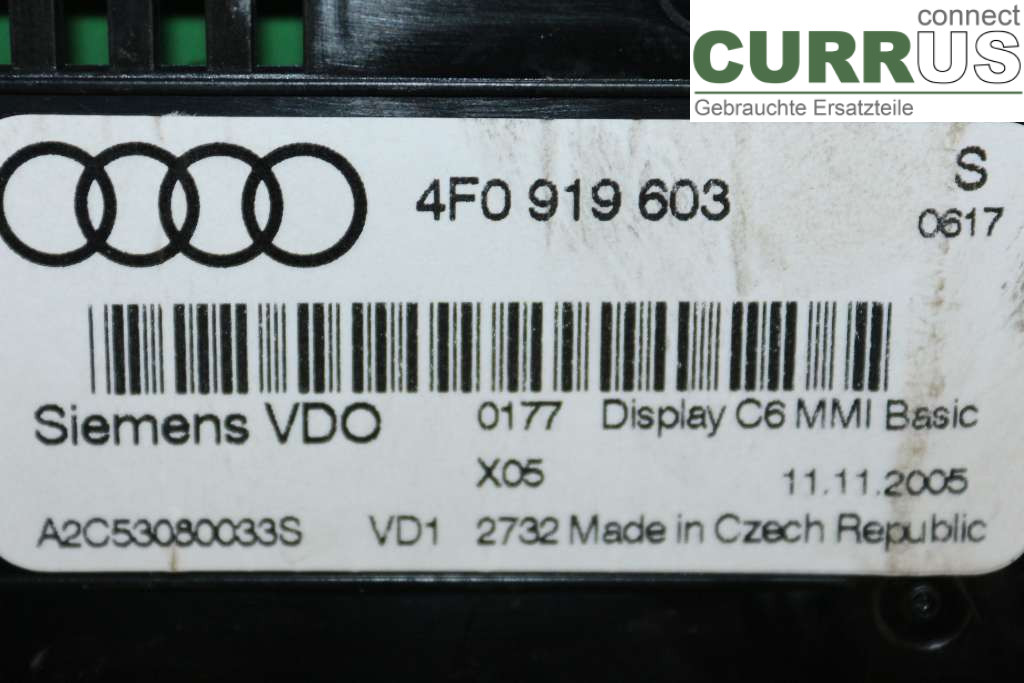 connect
CURRUS
Gebrauchte Ersatzteile
4F0 919 603
S
0617
Siemens VDO 0177 Display C6 MMI Basic
X05 11.11.2005
A2C53080033S VD1 2732 Made in Czech Republic